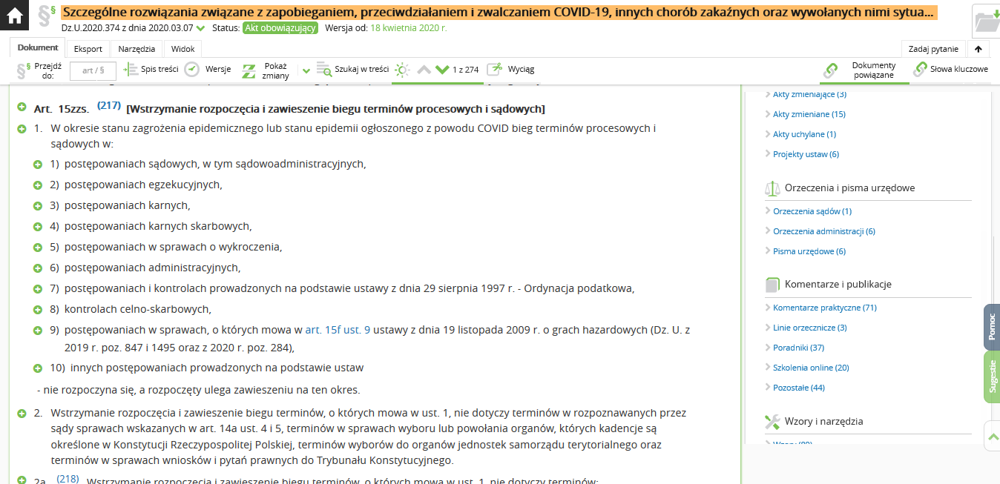 Szczególne rozwiązania związane z zapobieganiem, przeciwdziałaniem i zwalczaniem COVID-19, innych chorób zakaźnych oraz wywołanych nimi sytua...
Dz.U.2020.374 z dnia 2020.03.07 Status: Akt obowiązujący Wersja od: 18 kwietnia 2020 r.
Dokument Eksport Narzędzia Widok Zadaj pytanie
Przejdź do: art / § Spis treści Wersje Pokaż zmiany Szukaj w treści 1 z 274 Wyciąg Dokumenty powiązane Słowa kluczowe
Art. 15zzs. (217) [Wstrzymanie rozpoczęcia i zawieszenie biegu terminów procesowych i sądowych]
1. W okresie stanu zagrożenia epidemicznego lub stanu epidemii ogłoszonego z powodu COVID bieg terminów procesowych i
sądowych w:
1) postępowaniach sądowych, w tym sądowoadministracyjnych,
2) postępowaniach egzekucyjnych,
3) postępowaniach karnych,
4) postępowaniach karnych skarbowych,
5) postępowaniach w sprawach o wykroczenia,
6) postępowaniach administracyjnych,
7) postępowaniach i kontrolach prowadzonych na podstawie ustawy z dnia 29 sierpnia 1997 r. - Ordynacja podatkowa,
8) kontrolach celno-skarbowych,
9) postępowaniach w sprawach, o których mowa w art. 15f ust. 9 ustawy z dnia 19 listopada 2009 r. o grach hazardowych (Dz. U. z
2019 r. poz. 847 i 1495 oraz z 2020 r. poz. 284),
10) innych postępowaniach prowadzonych na podstawie ustaw
- nie rozpoczyna się, a rozpoczęty ulega zawieszeniu na ten okres.
2. Wstrzymanie rozpoczęcia i zawieszenie biegu terminów, o których mowa w ust. 1, nie dotyczy terminów w rozpoznawanych przez
sądy sprawach wskazanych w art. 14a ust. 4 i 5, terminów w sprawach wyboru lub powołania organów, których kadencje są
określone w Konstytucji Rzeczypospolitej Polskiej, terminów wyborów do organów jednostek samorządu terytorialnego oraz
terminów w sprawach wniosków i pytań prawnych do Trybunału Konstytucyjnego.
2a. (218) Wstrzymanie rozpoczęcia i zawieszenie biegu terminów, o których mowa w ust. 1, nie dotyczy terminów:
Akty zmieniające (3)
Akty zmieniane (15)
Akty uchylane (1)
Projekty ustaw (6)
Orzeczenia i pisma urzędowe
Orzeczenia sądów (1)
Orzeczenia administracji (6)
Pisma urzędowe (6)
Komentarze i publikacje
Komentarze praktyczne (71)
Linie orzecznicze (3)
Poradniki (37)
Szkolenia online (20)
Pozostałe (44)
Wzory i narzędzia
Wzory (89)
Pomoc
Sugestie